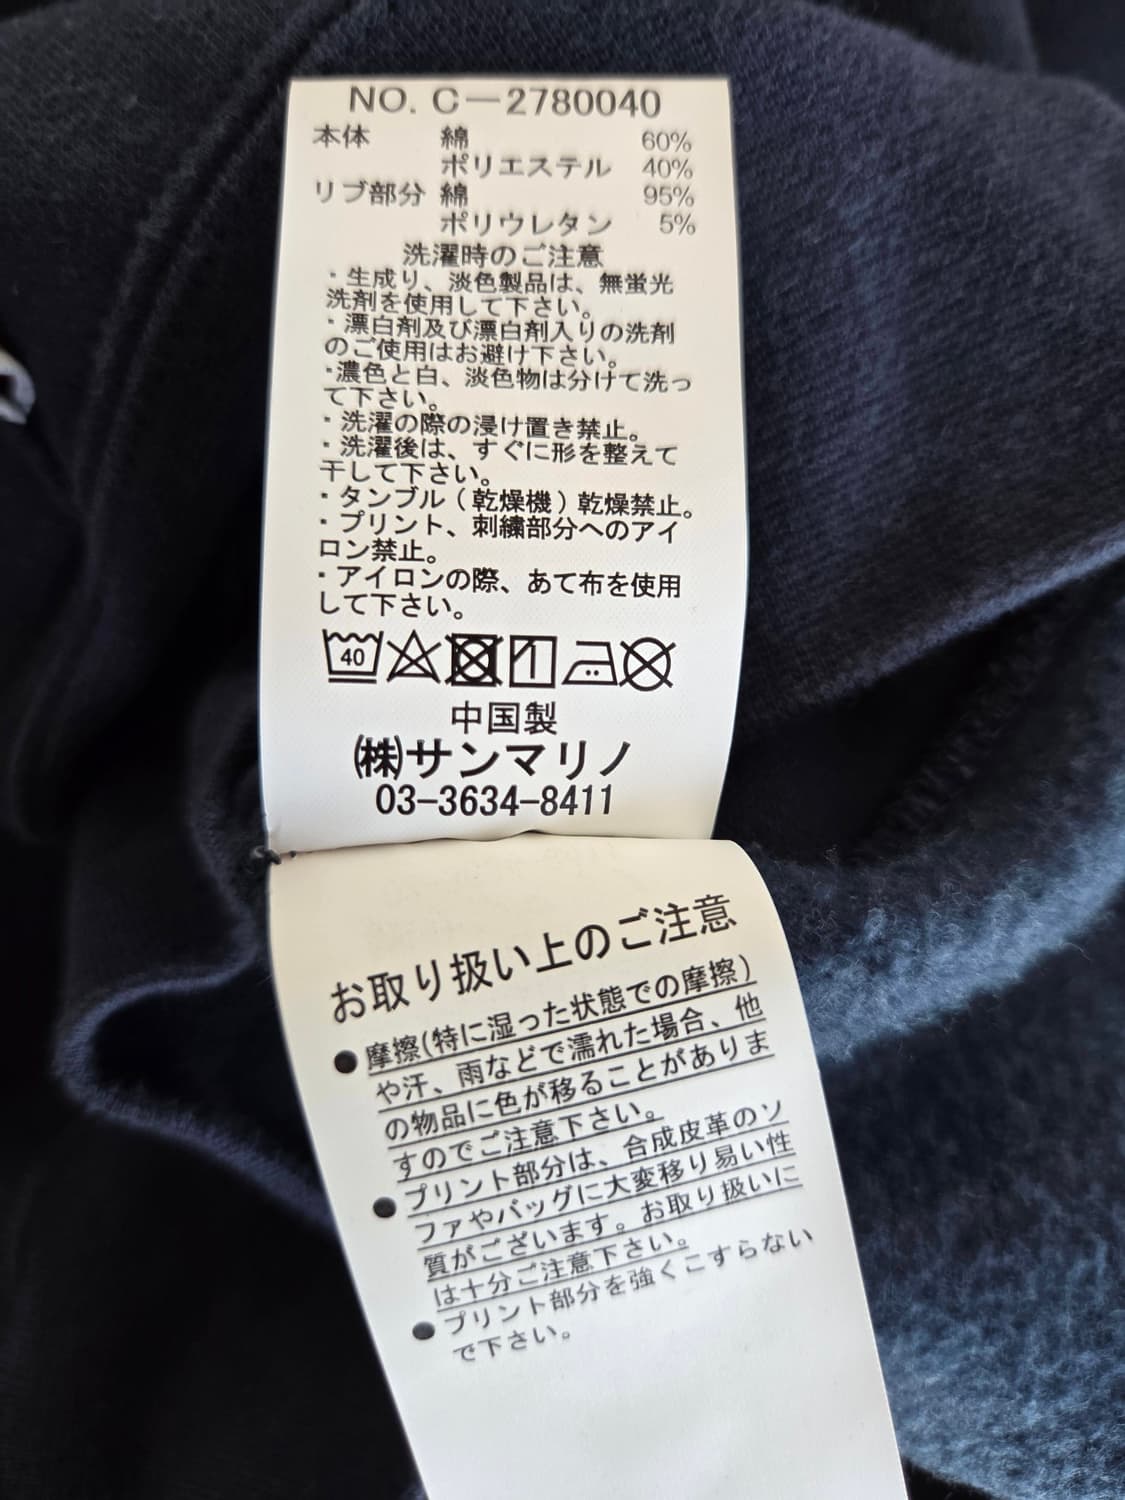 NO. C－2780040
本体 綿 60%
ポリエステル 40%
リブ部分 綿 95%
ポリウレタン 5%
洗濯時のご注意
・生成り、淡色製品は、無蛍光
洗剤を使用して下さい。
・漂白剤及び漂白剤入りの洗剤
のご使用はお避け下さい。
・濃色と白、淡色物は分けて洗っ
て下さい。
・洗濯の際の浸け置き禁止。
・洗濯後は、すぐに形を整えて
干して下さい。
・タンブル（乾燥機）乾燥禁止。
・プリント、刺繍部分へのアイ
ロン禁止。
・アイロンの際、あて布を使用
して下さい。
40
中国製
㈱サンマリノ
03-3634-8411
お取り扱い上のご注意
●摩擦(特に湿った状態での摩擦)
や汗、雨などで濡れた場合、他
の物品に色が移ることがありま
すのでご注意下さい。
●プリント部分は、合成皮革のソ
ファやバッグに大変移り易い性
質がございます。お取り扱いに
は十分ご注意下さい。
●プリント部分を強くこすらない
で下さい。